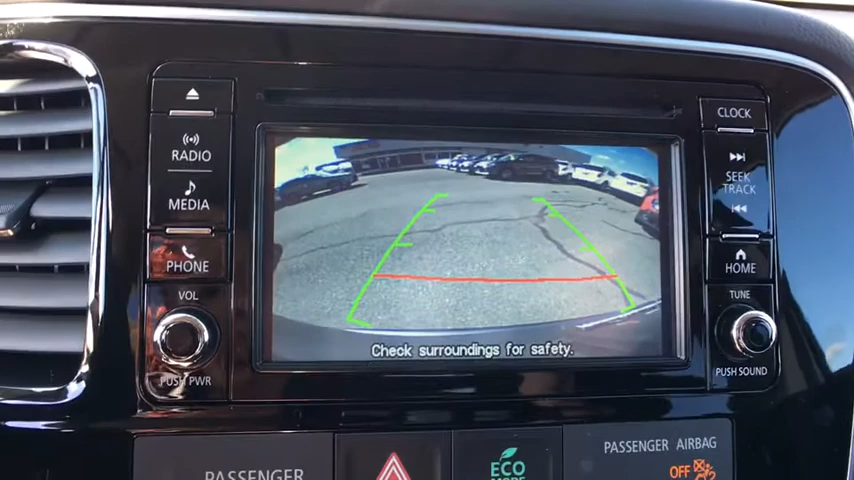 CLOCK
RADIO
SEEK
TRACK
MEDIA
PHONE
HOME
VOL
TUNE
Check surroundings for safety
PUSH PWR
PUSH SOUND
PASSENGER AIRBAG
PASSENGER
ECO
OFF